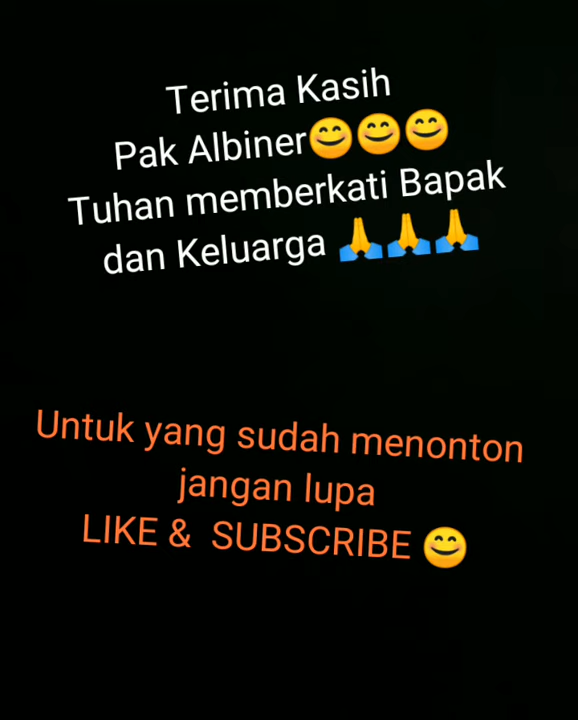 Terima Kasih
Pak Albiner😊😊😊
Tuhan memberkati Bapak
dan Keluarga 🙏🙏🙏
Untuk yang sudah menonton
jangan lupa
LIKE & SUBSCRIBE 😊